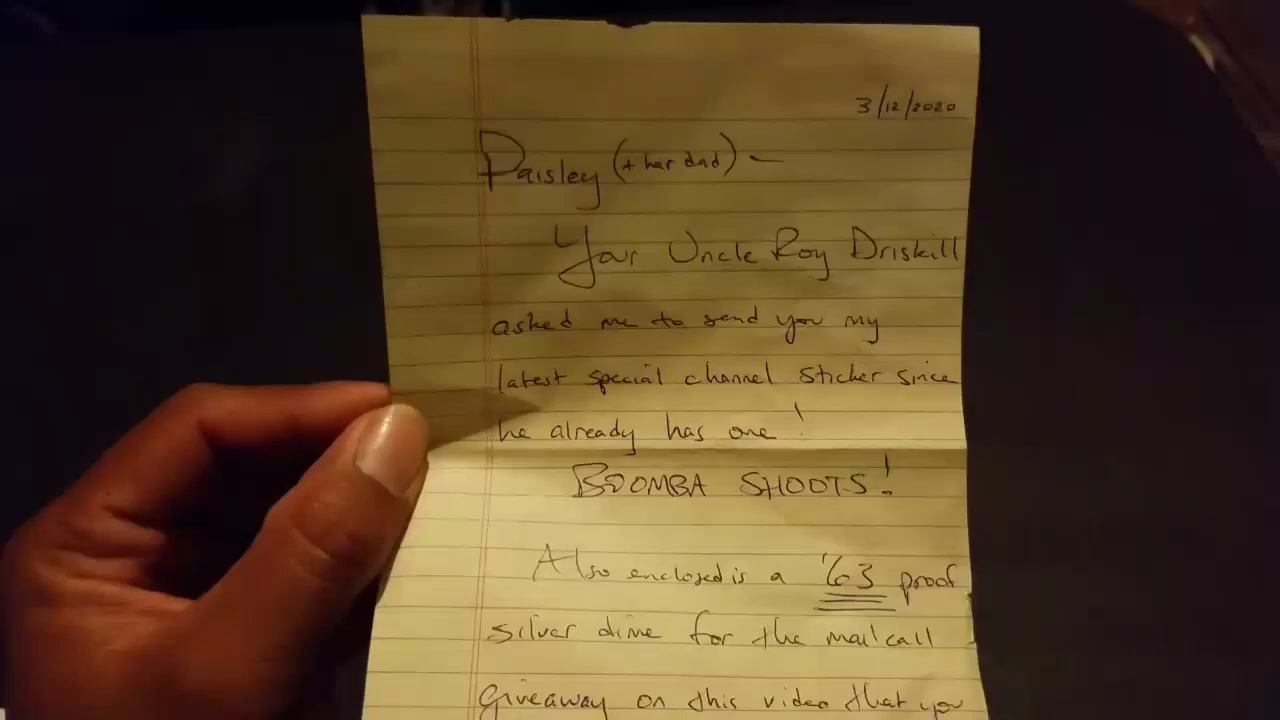 3/12/2020
Paisley (+ her dad) -
Your Uncle Roy Driskill
asked me to send you my
latest special channel sticker since
he already has one!
BOOMBA SHOOTS!
Also enclosed is a '63 proof
silver dime for the mailcall
giveaway on this video that you